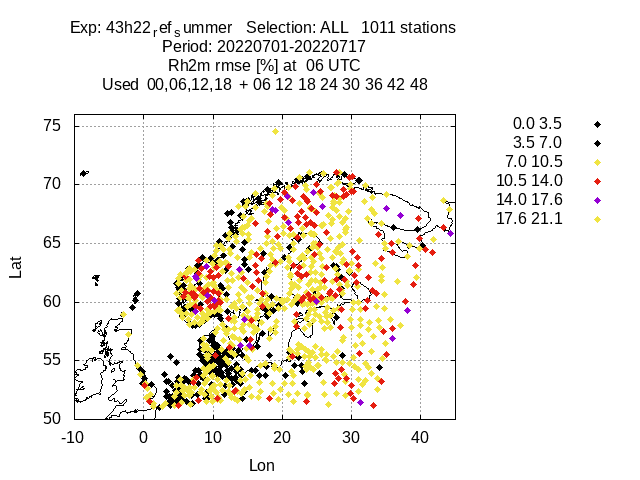 Exp: 43h22refsummer Selection: ALL 1011 stations
Period: 20220701-20220717
Rh2m rmse [%] at 06 UTC
Used 00,06,12,18 + 06 12 18 24 30 36 42 48
0.0 3.5
3.5 7.0
7.0 10.5
10.5 14.0
14.0 17.6
17.6 21.1
75
70
65
60
55
50
Lat
-10 0 10 20 30 40
Lon